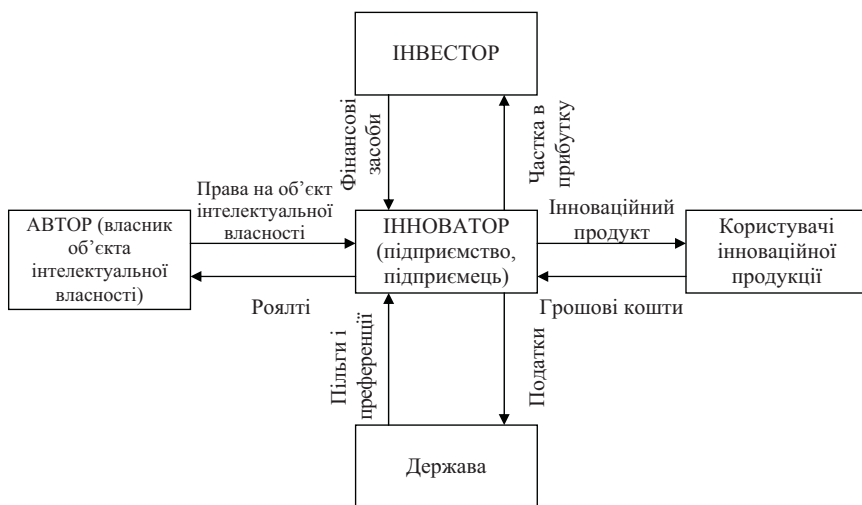 ІНВЕСТОР
Фінансові
засоби
Частка в
прибутку
Права на об’єкт
інтелектуальної
власності
Інноваційний
продукт
АВТОР (власник
об’єкта
інтелектуальної
власності)
ІННОВАТОР
(підприємство,
підприємець)
Користувачі
інноваційної
продукції
Роялті
Грошові кошти
Пільги і
преференції
Податки
Держава